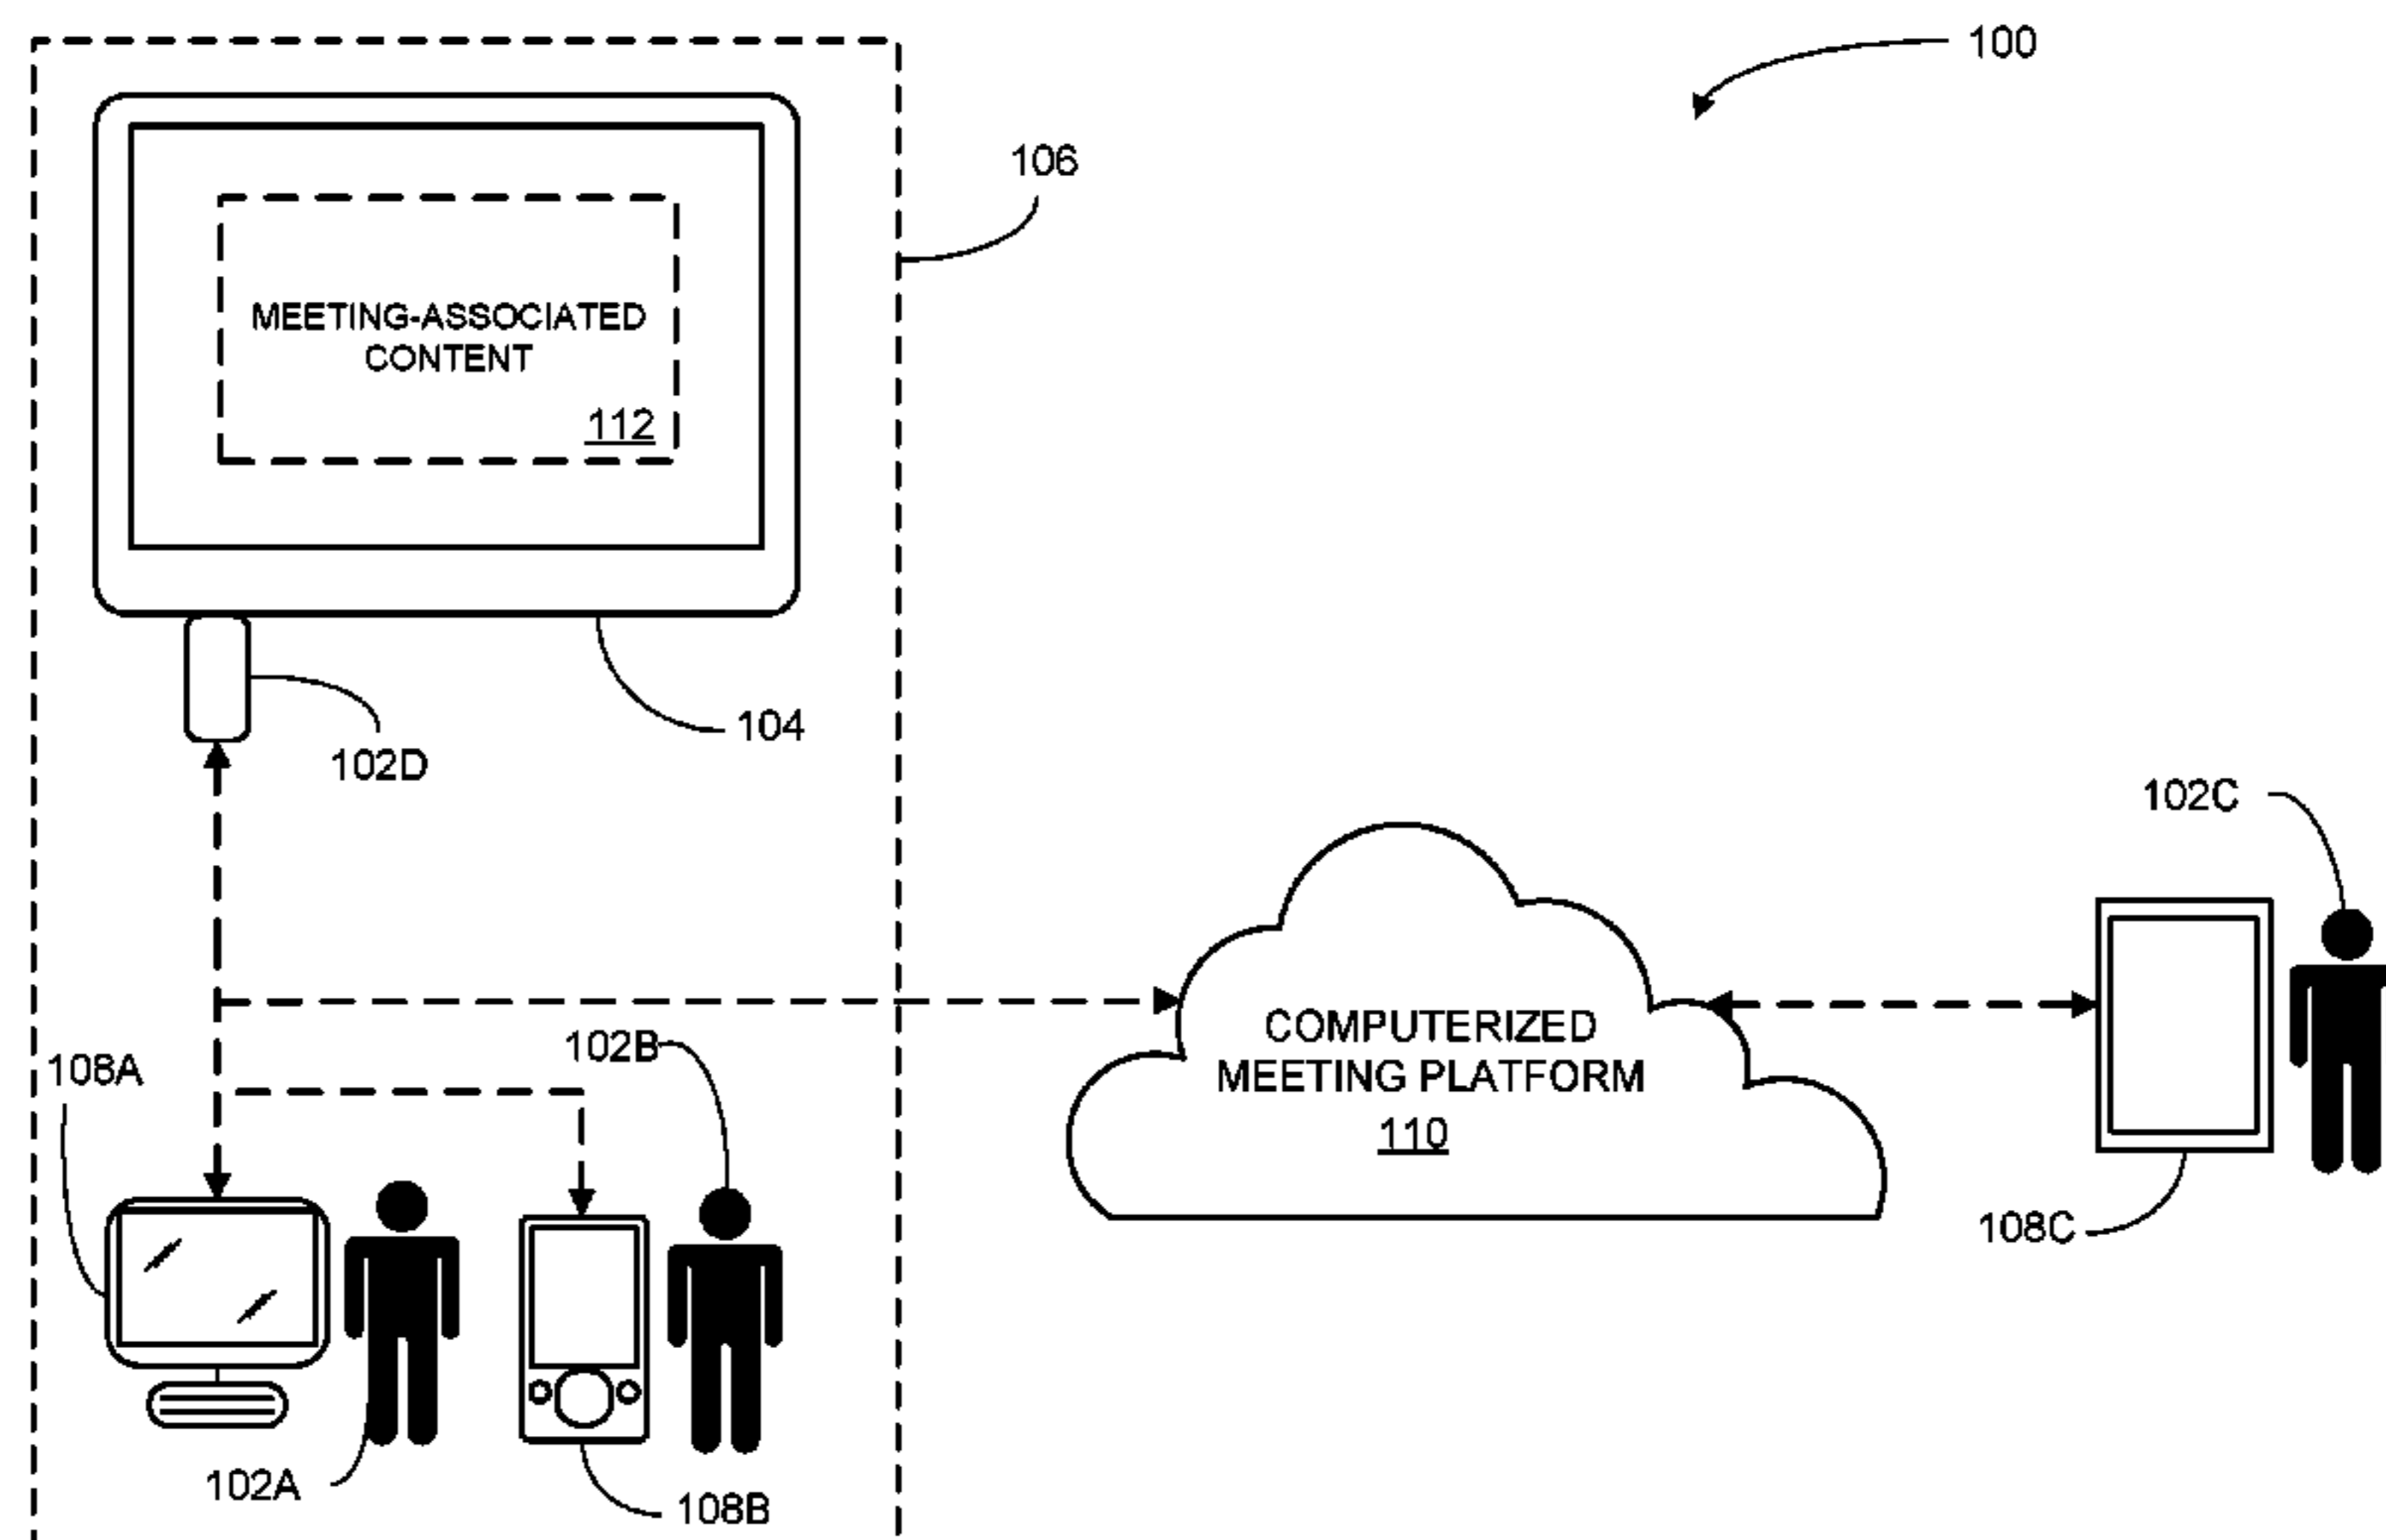 100
106
MEETING-ASSOCIATED
CONTENT
112
104
102D
102C
COMPUTERIZED
MEETING PLATFORM
110
102B
108A
108C
102A
108B